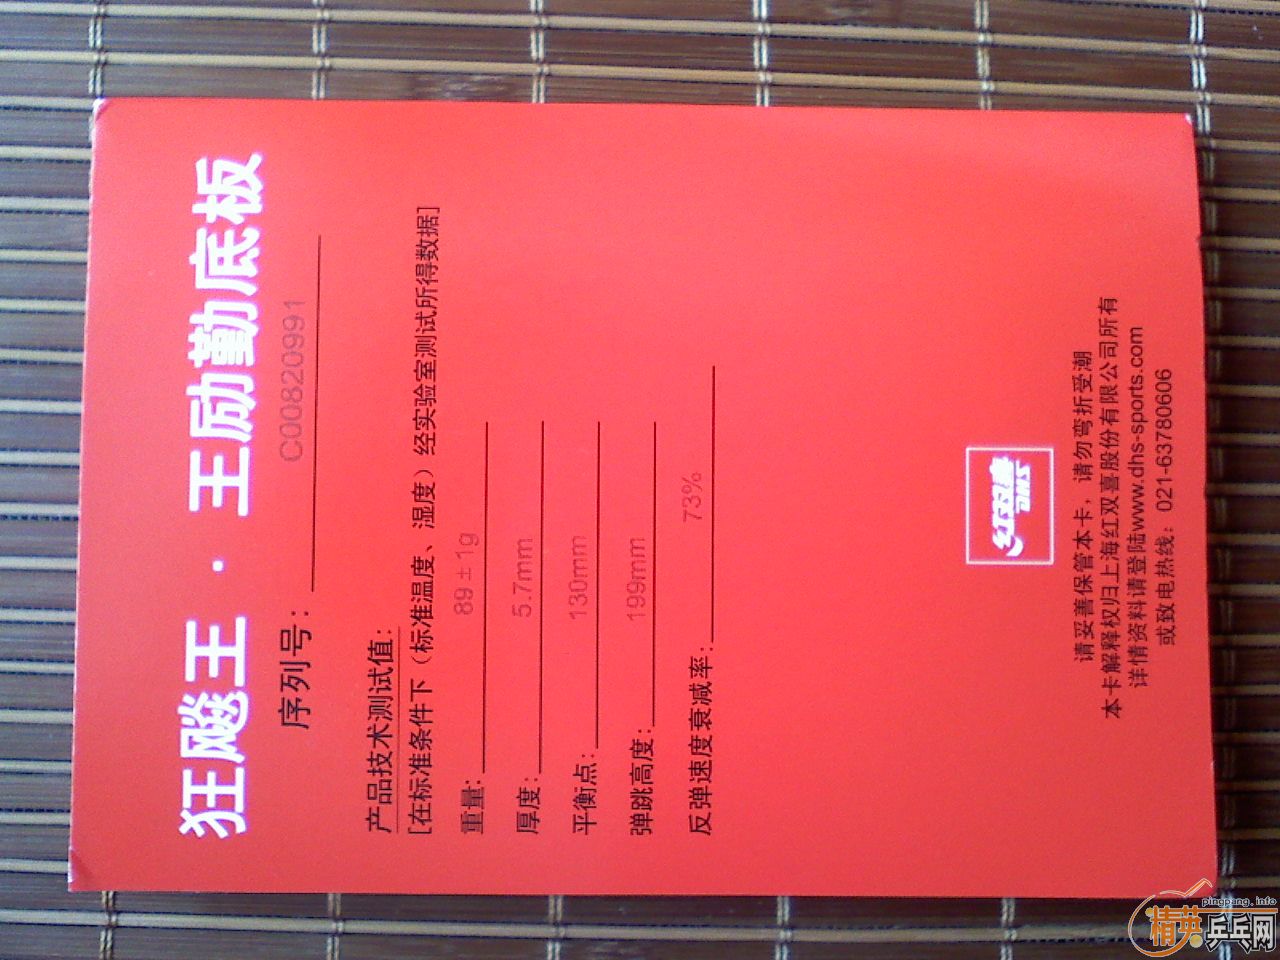 狂飚王·王励勤底板
序列号：C00820991
产品技术测试值：
[在标准条件下（标准温度、湿度）经实验室测试所得数据]
重量：89±1g
厚度：5.7mm
平衡点：130mm
弹跳高度：199mm
反弹速度衰减率：73%
红双喜
DHS
请妥善保管本卡，请勿弯折受潮
本卡解释权归上海红双喜股份有限公司所有
详情资料请登陆www.dhs-sports.com
或致电热线：021-63780606
pingpang.info
精英乒乓网